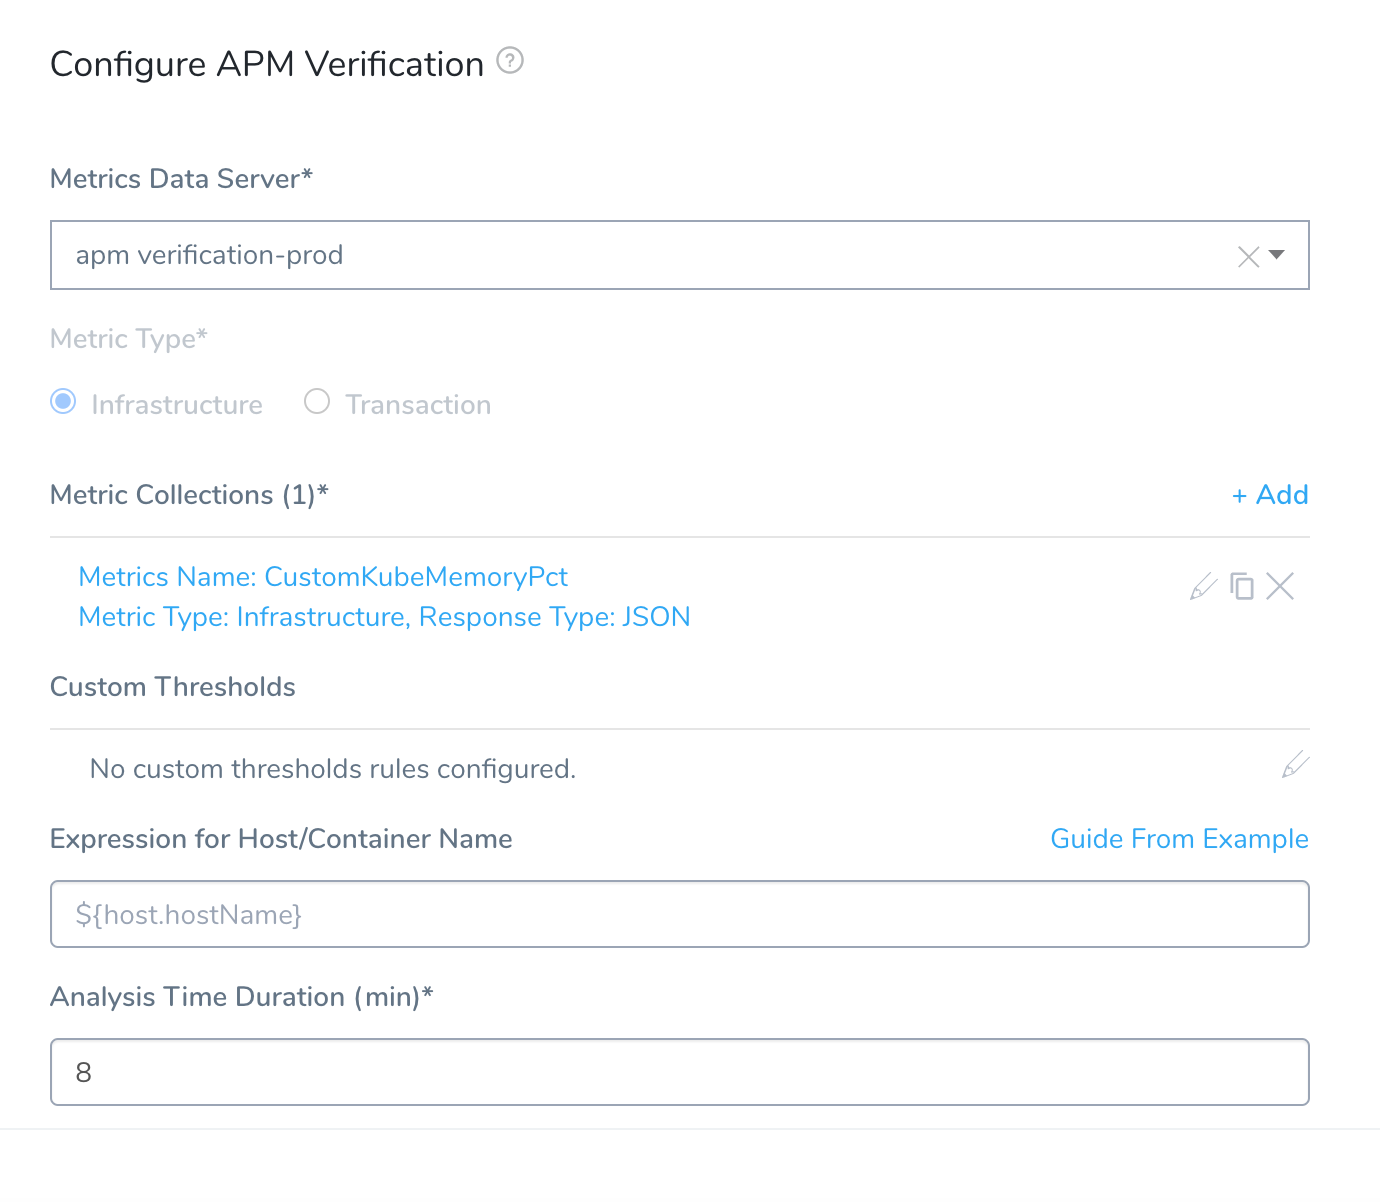 Configure APM Verification ?
Metrics Data Server*
apm verification-prod
Metric Type*
Infrastructure Transaction
Metric Collections (1)* + Add
Metrics Name: CustomKubeMemoryPct
Metric Type: Infrastructure, Response Type: JSON
Custom Thresholds
No custom thresholds rules configured.
Expression for Host/Container Name Guide From Example
${host.hostName}
Analysis Time Duration (min)*
8